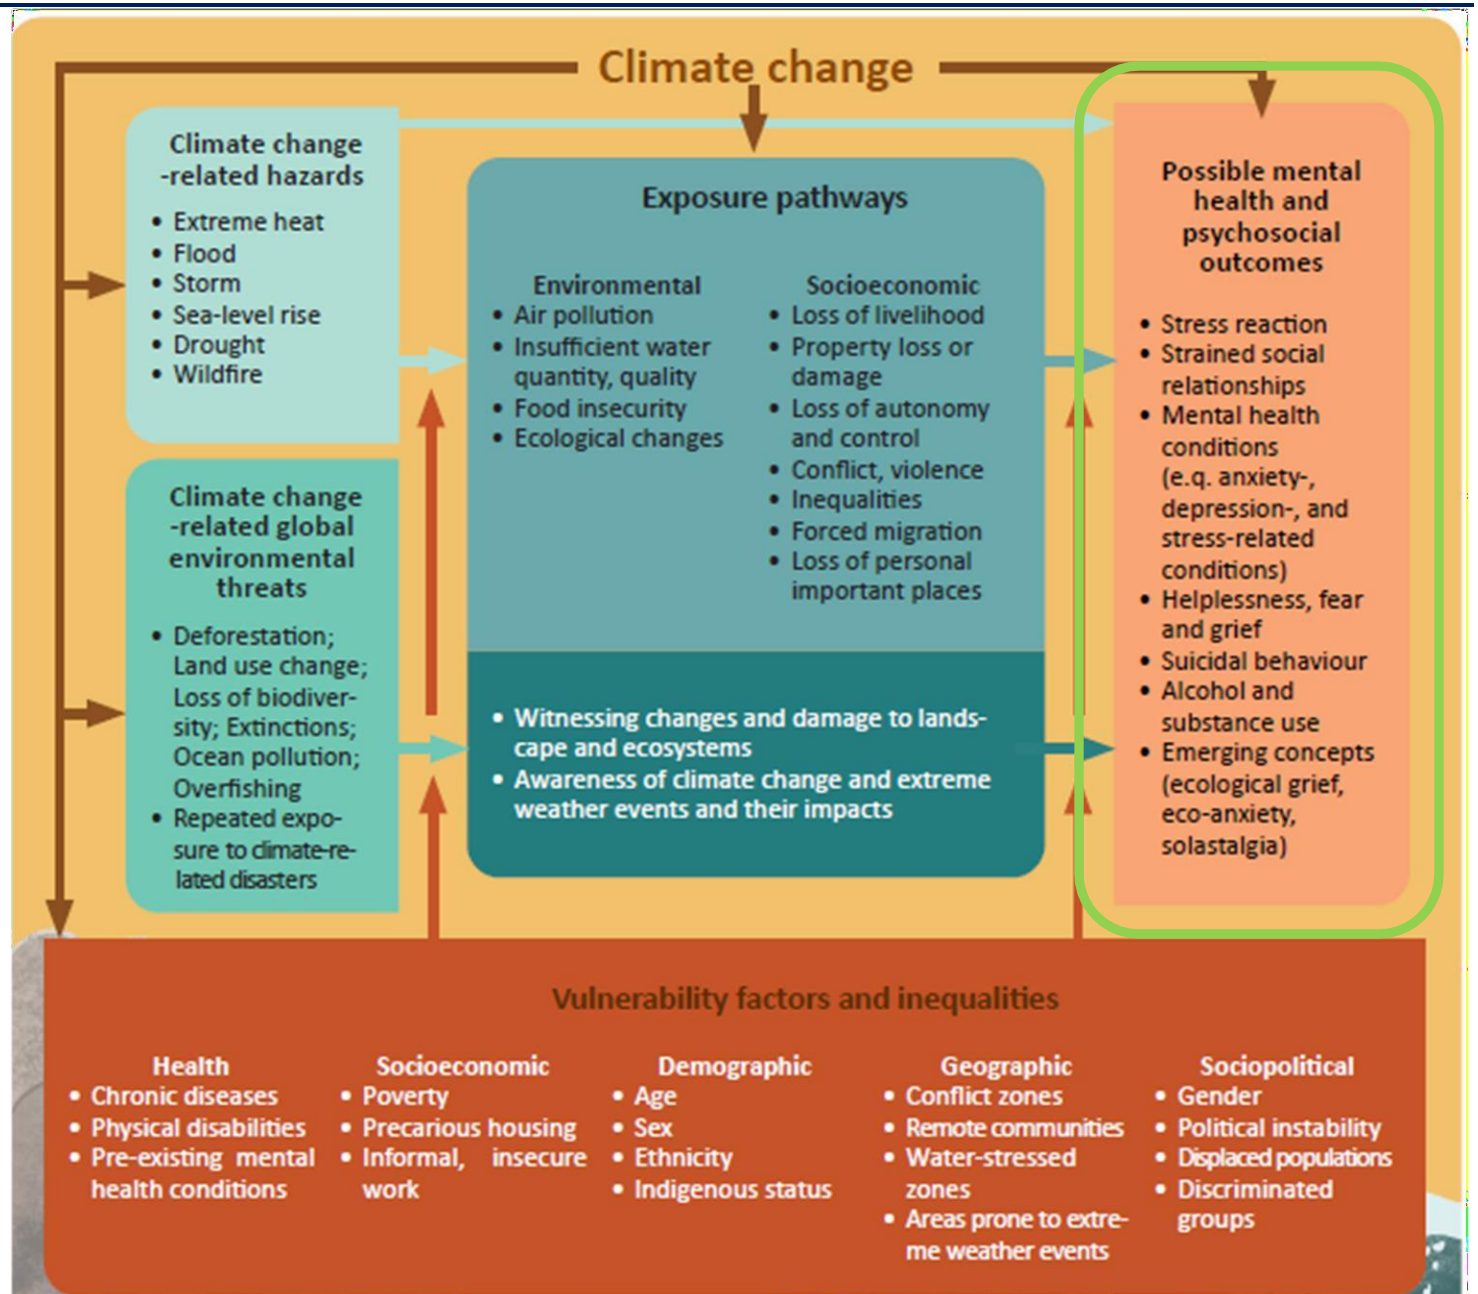 Climate change
Climate change
-related hazards
• Extreme heat
• Flood
• Storm
• Sea-level rise
• Drought
• Wildfire
Climate change
-related global
environmental
threats
• Deforestation;
Land use change;
Loss of biodiver-
sity; Extinctions;
Ocean pollution;
Overfishing
• Repeated expo-
sure to climate-re-
lated disasters
Exposure pathways
Environmental
• Air pollution
• Insufficient water
quantity, quality
• Food insecurity
• Ecological changes
Socioeconomic
• Loss of livelihood
• Property loss or
damage
• Loss of autonomy
and control
• Conflict, violence
• Inequalities
• Forced migration
• Loss of personal
important places
• Witnessing changes and damage to lands-
cape and ecosystems
• Awareness of climate change and extreme
weather events and their impacts
Possible mental
health and
psychosocial
outcomes
• Stress reaction
• Strained social
relationships
• Mental health
conditions
(e.q. anxiety-,
depression-, and
stress-related
conditions)
• Helplessness, fear
and grief
• Suicidal behaviour
• Alcohol and
substance use
• Emerging concepts
(ecological grief,
eco-anxiety,
solastalgia)
Vulnerability factors and inequalities
Health
• Chronic diseases
• Physical disabilities
• Pre-existing mental
health conditions
Socioeconomic
• Poverty
• Precarious housing
• Informal, insecure
work
Demographic
• Age
• Sex
• Ethnicity
• Indigenous status
Geographic
• Conflict zones
• Remote communities
• Water-stressed
zones
• Areas prone to extre-
me weather events
Sociopolitical
• Gender
• Political instability
• Displaced populations
• Discriminated
groups